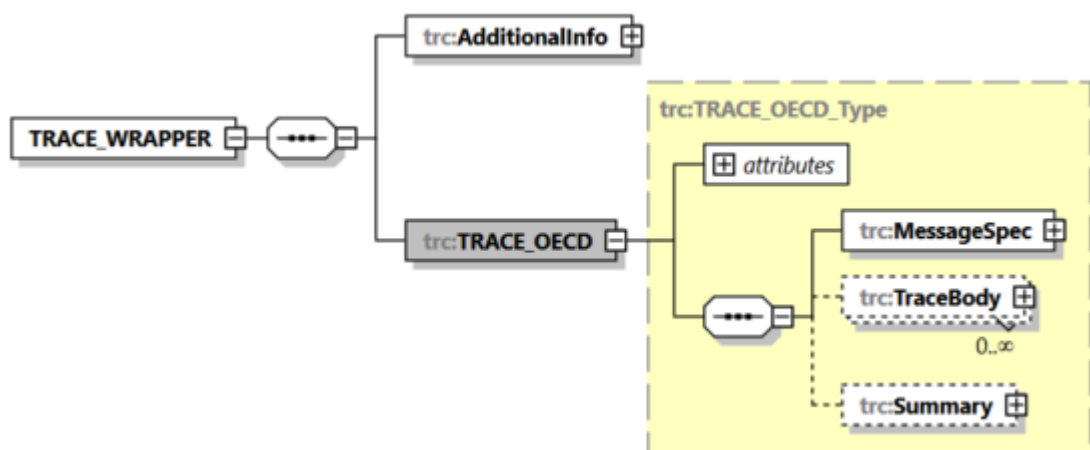 trc:AdditionalInfo
TRACE_WRAPPER
trc:TRACE_OECD_Type
attributes
trc:TRACE_OECD
trc:MessageSpec
trc:TraceBody
0..∞
trc:Summary